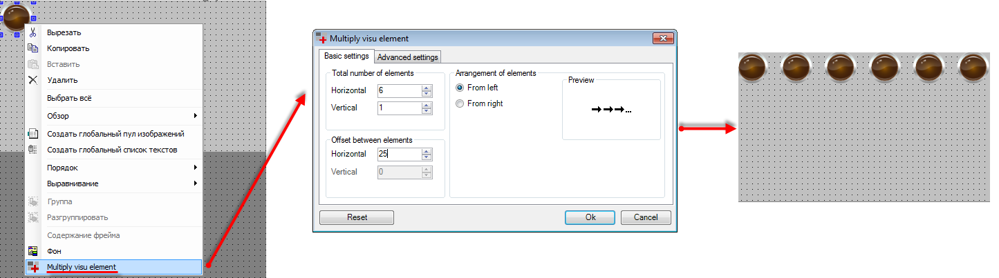 Вырезать
Копировать
Вставить
Удалить
Выбрать всё
Обзор
Создать глобальный пул изображений
Создать глобальный список текстов
Порядок
Выравнивание
Группа
Разгруппировать
Содержание фрейма
Фон
Multiply visu element
Multiply visu element
Basic settings
Advanced settings
Total number of elements
Horizontal 6
Vertical 1
Offset between elements
Horizontal 25
Vertical 0
Arrangement of elements
From left
From right
Preview
...
Reset
Ok
Cancel